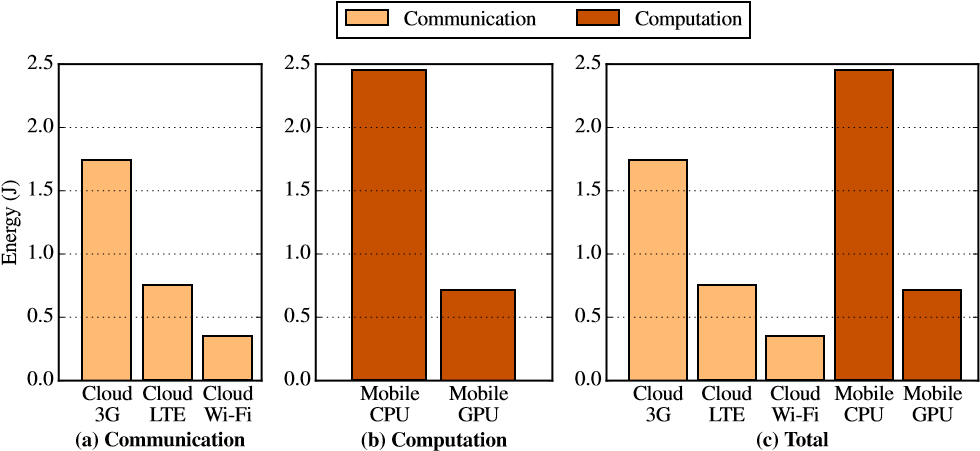 Communication Computation
Energy (J)
2.5
2.0
1.5
1.0
0.5
0.0
Cloud 3G
Cloud LTE
Cloud Wi-Fi
(a) Communication
2.5
2.0
1.5
1.0
0.5
0.0
Mobile CPU
Mobile GPU
(b) Computation
2.5
2.0
1.5
1.0
0.5
0.0
Cloud 3G
Cloud LTE
Cloud Wi-Fi
Mobile CPU
Mobile GPU
(c) Total